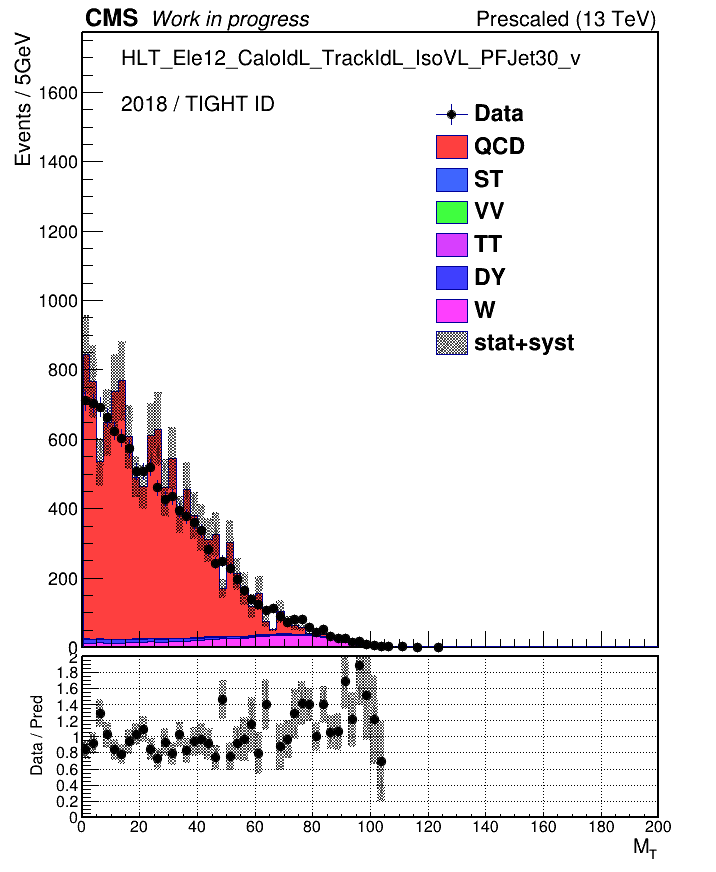 CMS Work in progress Prescaled (13 TeV)
HLT_Ele12_CaloIdL_TrackIdL_IsoVL_PFJet30_v
2018 / TIGHT ID
Events / 5GeV
1600
1400
1200
1000
800
600
400
200
0
Data
QCD
ST
VV
TT
DY
W
stat+syst
Data / Pred
2
1.8
1.6
1.4
1.2
1
0.8
0.6
0.4
0.2
0
0 20 40 60 80 100 120 140 160 180 200
M_T